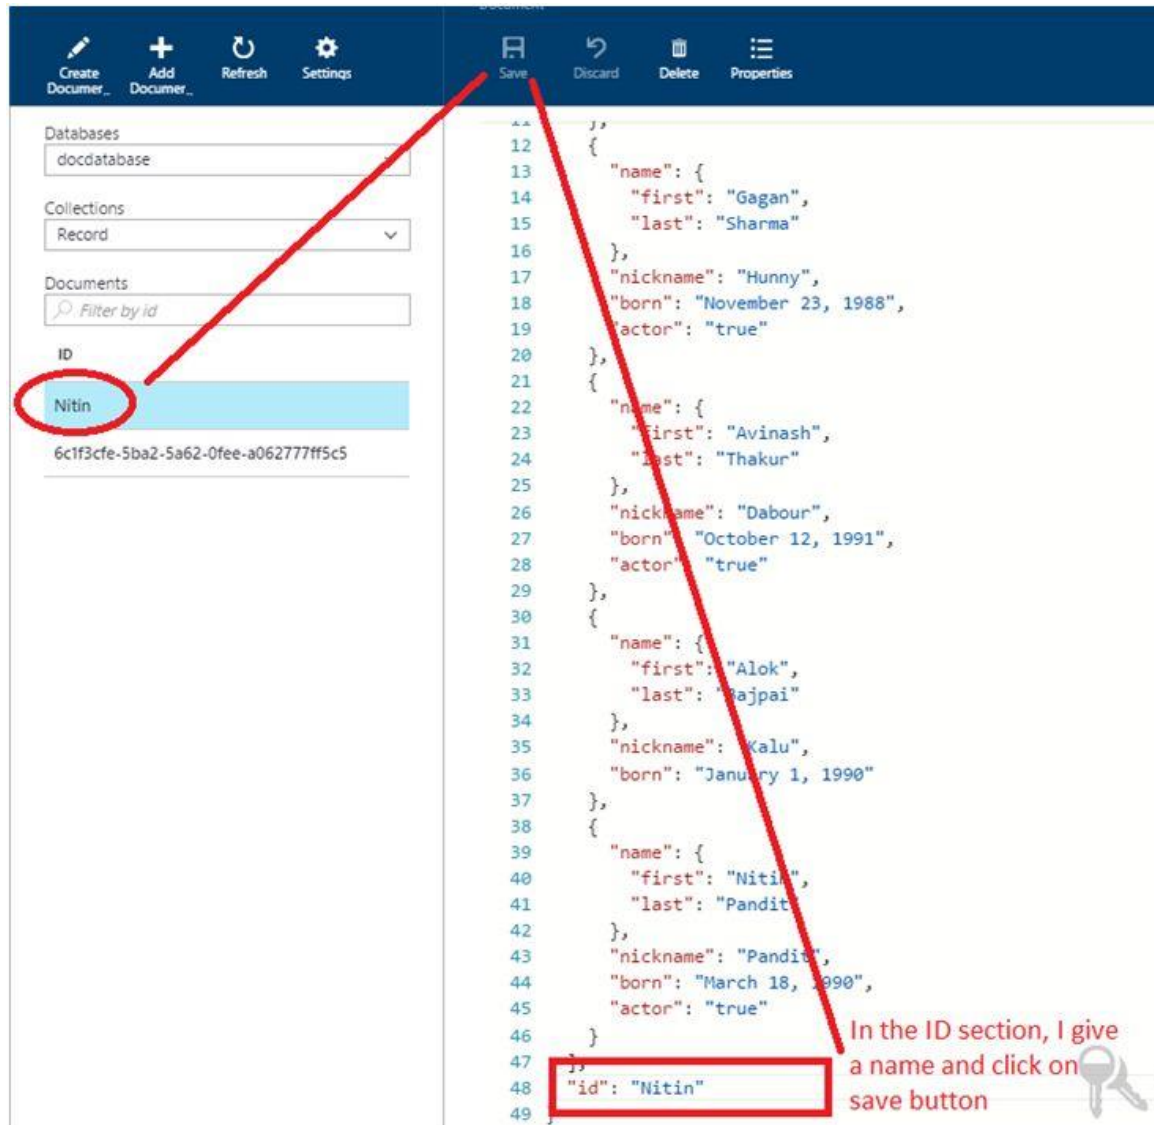 Document
Create
Documer..
Add
Documer..
Refresh
Settings
Save
Discard
Delete
Properties
Databases
docdatabase
Collections
Record
Documents
Filter by id
ID
Nitin
6c1f3cfe-5ba2-5a62-0fee-a062777ff5c5
11 },
12 {
13 "name": {
14 "first": "Gagan",
15 "last": "Sharma"
16 },
17 "nickname": "Hunny",
18 "born": "November 23, 1988",
19 "actor": "true"
20 },
21 {
22 "name": {
23 "first": "Avinash",
24 "last": "Thakur"
25 },
26 "nickname": "Dabour",
27 "born": "October 12, 1991",
28 "actor": "true"
29 },
30 {
31 "name": {
32 "first": "Alok",
33 "last": "Bajpai"
34 },
35 "nickname": "Kalu",
36 "born": "January 1, 1990"
37 },
38 {
39 "name": {
40 "first": "Nitin",
41 "last": "Pandit"
42 },
43 "nickname": "Pandit",
44 "born": "March 18, 1990",
45 "actor": "true"
46 }
47 ],
48 "id": "Nitin"
49 }
In the ID section, I give
a name and click on
save button